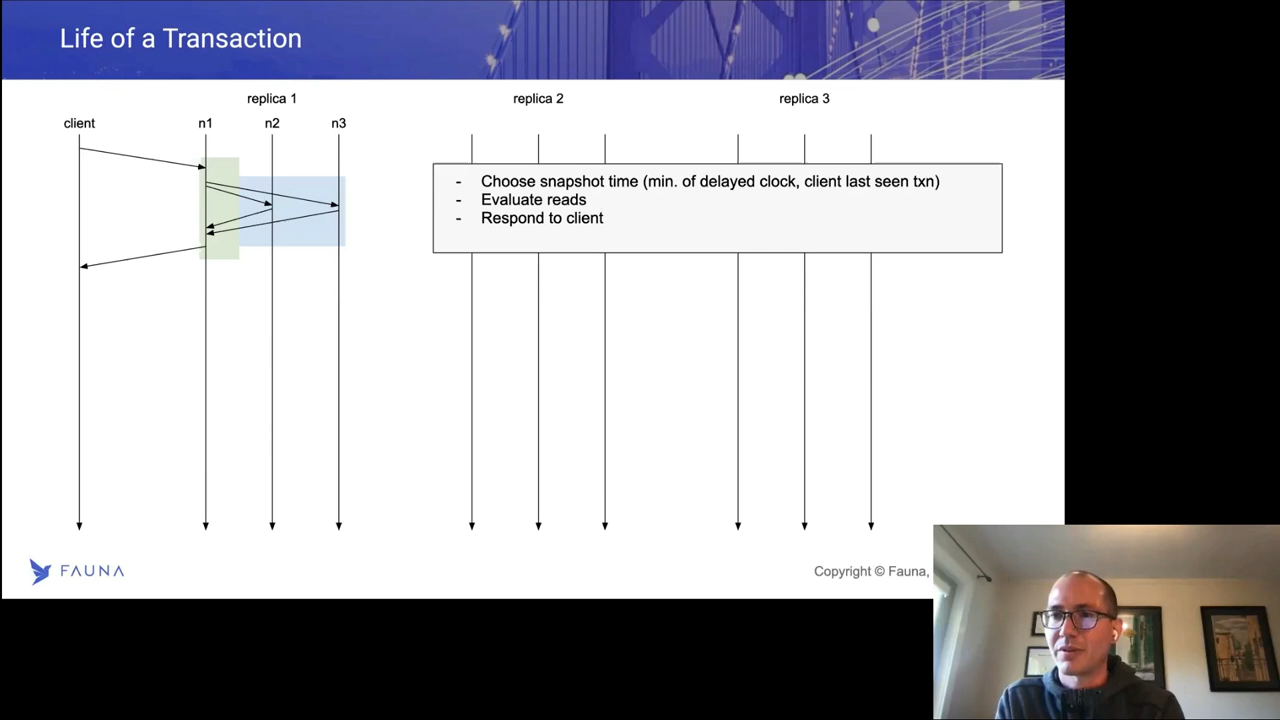 Life of a Transaction
replica 1
replica 2
replica 3
client
n1
n2
n3
- Choose snapshot time (min. of delayed clock, client last seen txn)
- Evaluate reads
- Respond to client
FAUNA
Copyright © Fauna,